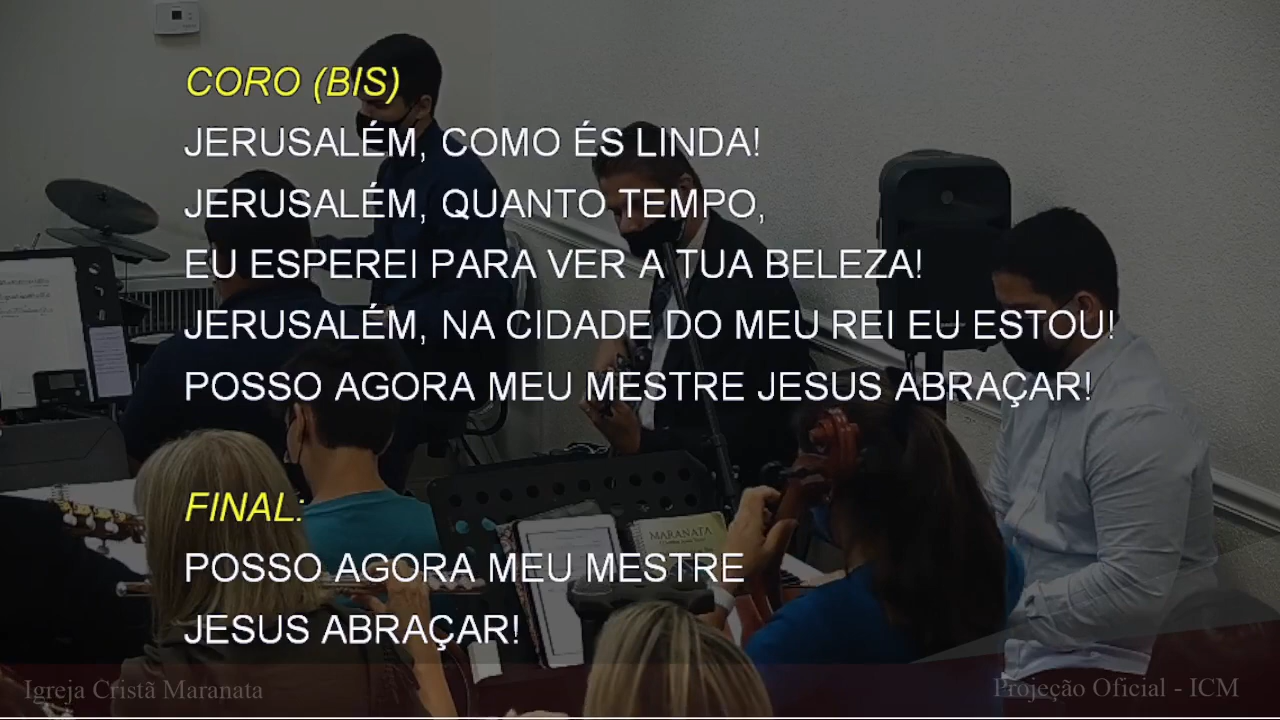 CORO (BIS)
JERUSALÉM, COMO ÉS LINDA!
JERUSALÉM, QUANTO TEMPO,
EU ESPEREI PARA VER A TUA BELEZA!
JERUSALÉM, NA CIDADE DO MEU REI EU ESTOU!
POSSO AGORA MEU MESTRE JESUS ABRAÇAR!
FINAL:
MARANATA
POSSO AGORA MEU MESTRE
JESUS ABRAÇAR!
Igreja Cristã Maranata
Projeção Oficial - ICM